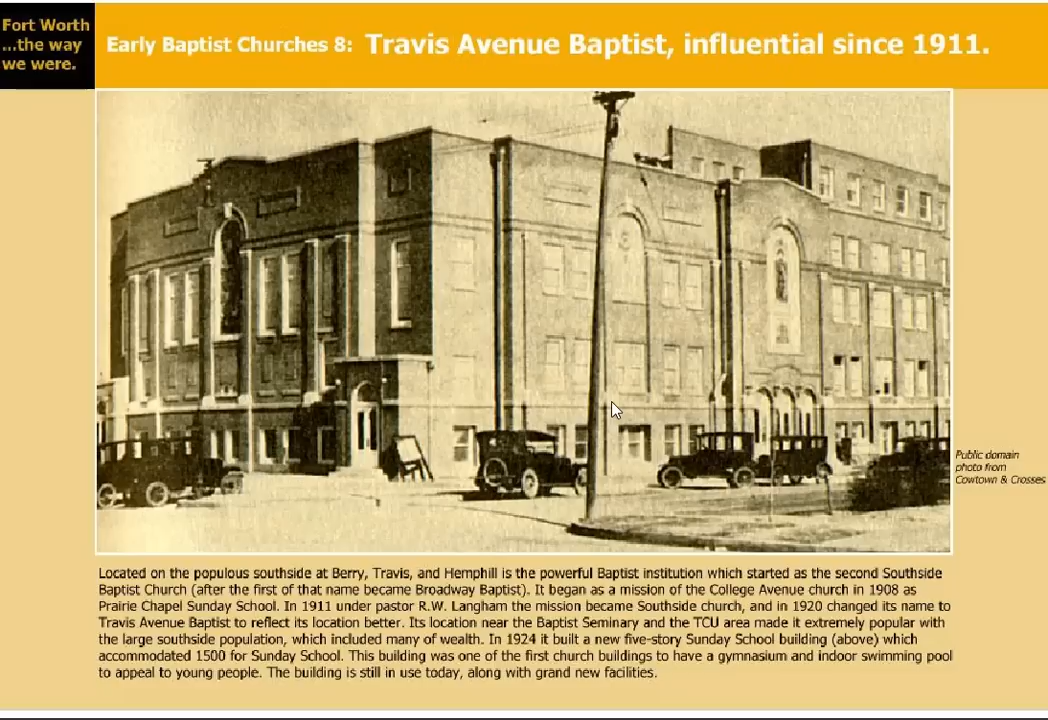 Fort Worth
...the way
we were.
Early Baptist Churches 8: Travis Avenue Baptist, influential since 1911.
Public domain
photo from
Cowtown & Crosses
Located on the populous southside at Berry, Travis, and Hemphill is the powerful Baptist institution which started as the second Southside
Baptist Church (after the first of that name became Broadway Baptist). It began as a mission of the College Avenue church in 1908 as
Prairie Chapel Sunday School. In 1911 under pastor R.W. Langham the mission became Southside church, and in 1920 changed its name to
Travis Avenue Baptist to reflect its location better. Its location near the Baptist Seminary and the TCU area made it extremely popular with
the large southside population, which included many of wealth. In 1924 it built a new five-story Sunday School building (above) which
accommodated 1500 for Sunday School. This building was one of the first church buildings to have a gymnasium and indoor swimming pool
to appeal to young people. The building is still in use today, along with grand new facilities.